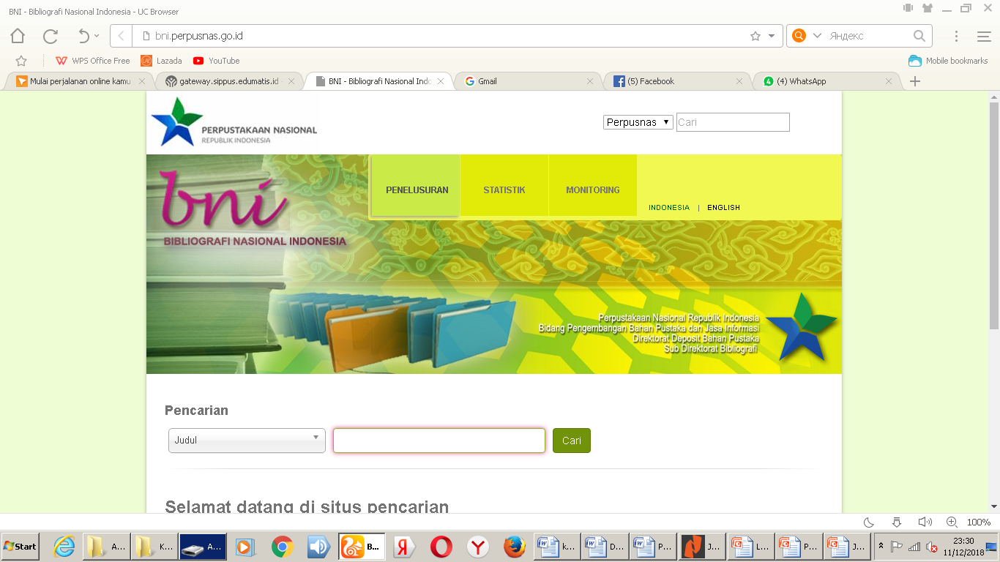 BNI - Bibliografi Nasional Indonesia - UC Browser
bni.perpusnas.go.id
Яндекс
WPS Office Free
Lazada
YouTube
Mobile bookmarks
Mulai perjalanan online kamu
gateway.sippus.edumatis.id -
BNI - Bibliografi Nasional Indo
Gmail
(5) Facebook
(4) WhatsApp
PERPUSTAKAAN NASIONAL
REPUBLIK INDONESIA
Perpusnas
Cari
bni
BIBLIOGRAFI NASIONAL INDONESIA
PENELUSURAN
STATISTIK
MONITORING
INDONESIA | ENGLISH
Perpustakaan Nasional Republik Indonesia
Bidang Pengembangan Bahan Pustaka dan Jasa Informasi
Direktorat Deposit Bahan Pustaka
Sub Direktorat Bibliografi
Pencarian
Judul
Cari
Selamat datang di situs pencarian
100%
Start
A...
K...
A...
B...
k...
D...
P...
J...
L...
P...
J...
23:30
11/12/2018